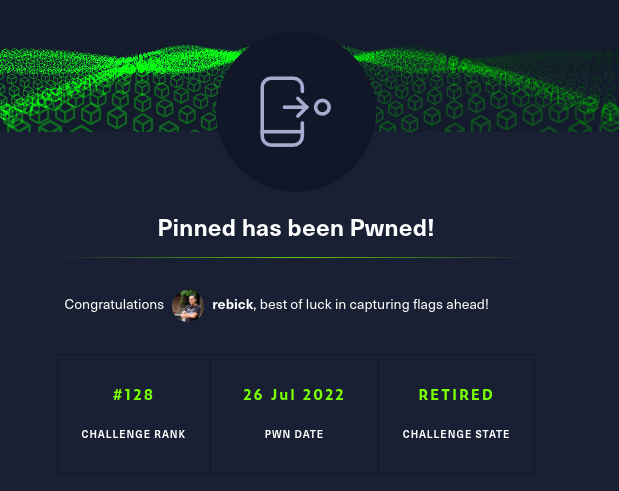 Pinned has been Pwned!
Congratulations rebick, best of luck in capturing flags ahead!
#128 26 Jul 2022 RETIRED
CHALLENGE RANK PWN DATE CHALLENGE STATE